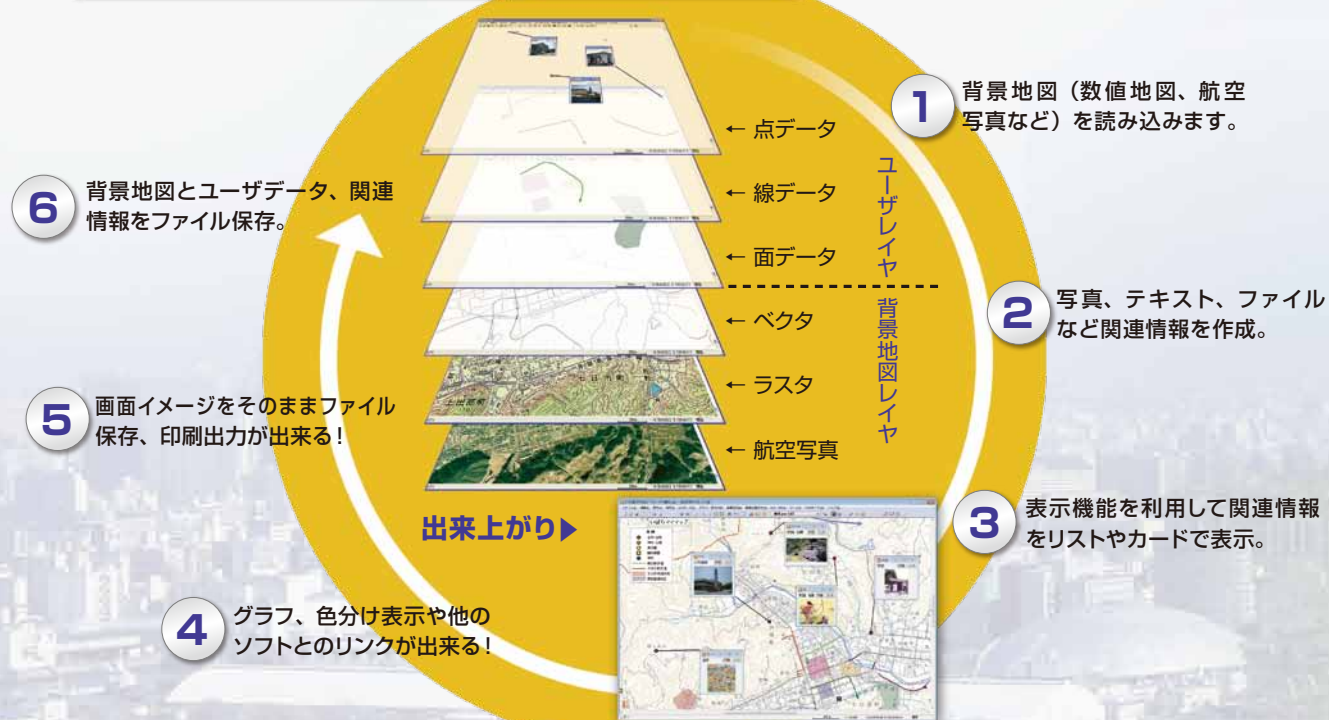 1
背景地図（数値地図、航空
写真など）を読み込みます。
2
写真、テキスト、ファイル
など関連情報を作成。
3
表示機能を利用して関連情報
をリストやカードで表示。
4
グラフ、色分け表示や他の
ソフトとのリンクが出来る！
5
画面イメージをそのままファイル
保存、印刷出力が出来る！
6
背景地図とユーザデータ、関連
情報をファイル保存。
← 点データ
← 線データ
← 面データ
ユーザレイヤ
← ベクタ
← ラスタ
← 航空写真
背景地図レイヤ
出来上がり▶